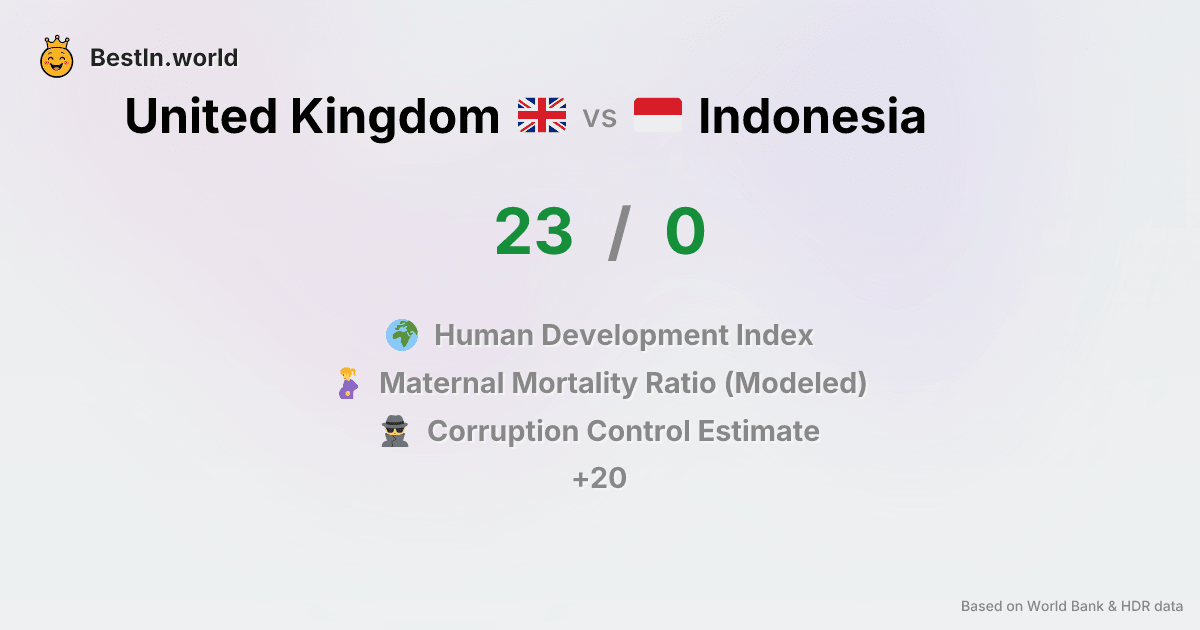 BestIn.world
United Kingdom vs Indonesia
23 / 0
Human Development Index
Maternal Mortality Ratio (Modeled)
Corruption Control Estimate
+20
Based on World Bank & HDR data